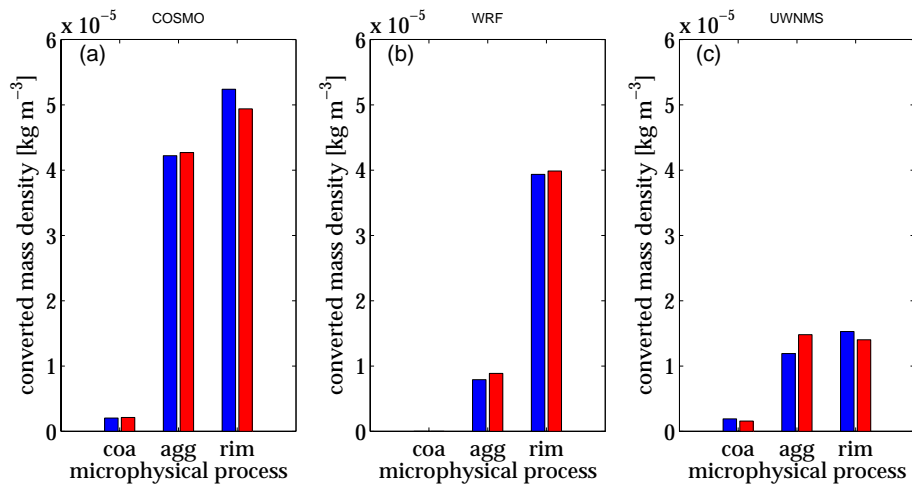 x 10⁻⁵
COSMO
(a)
6
5
4
3
2
1
0
converted mass density [kg m⁻³]
coa agg rim
microphysical process
x 10⁻⁵
WRF
(b)
6
5
4
3
2
1
0
converted mass density [kg m⁻³]
coa agg rim
microphysical process
x 10⁻⁵
UWNMS
(c)
6
5
4
3
2
1
0
converted mass density [kg m⁻³]
coa agg rim
microphysical process